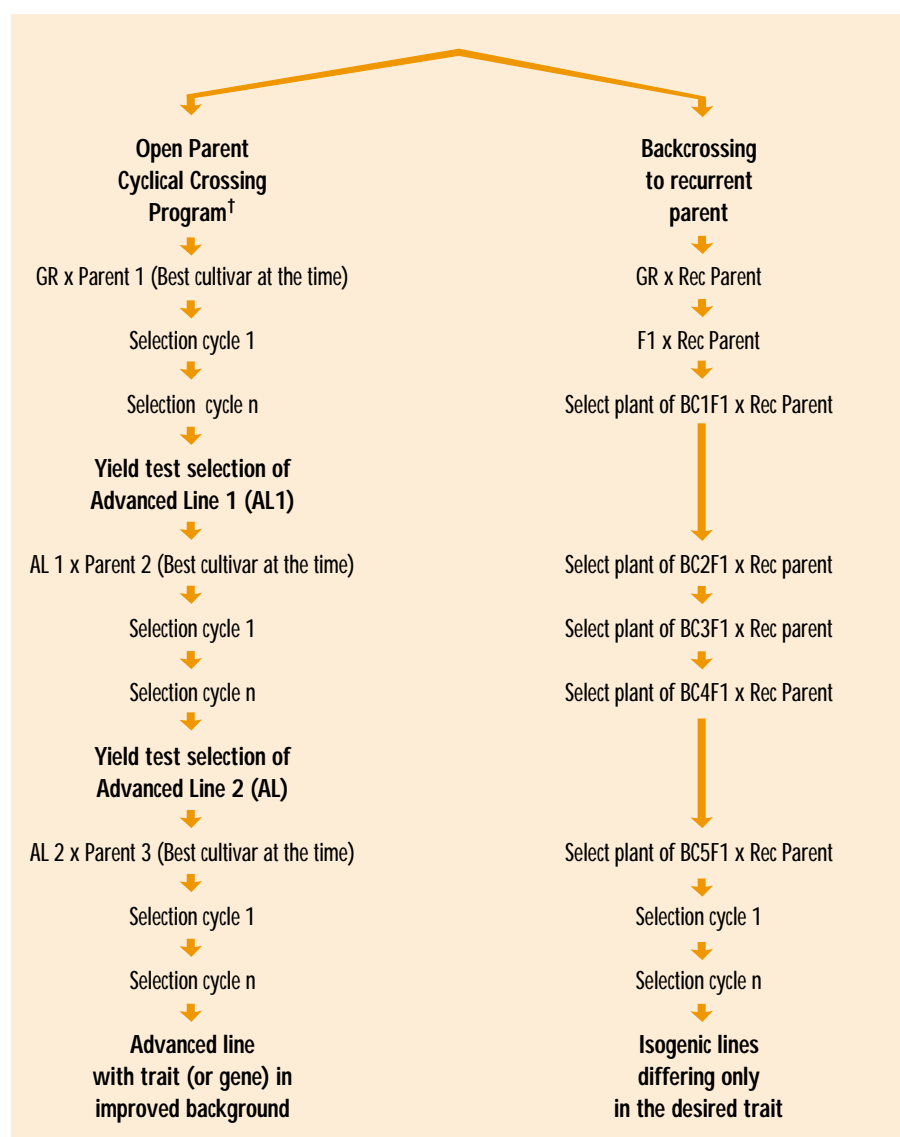 Open Parent
Cyclical Crossing
Program†
GR x Parent 1 (Best cultivar at the time)
Selection cycle 1
Selection cycle n
Yield test selection of
Advanced Line 1 (AL1)
AL 1 x Parent 2 (Best cultivar at the time)
Selection cycle 1
Selection cycle n
Yield test selection of
Advanced Line 2 (AL)
AL 2 x Parent 3 (Best cultivar at the time)
Selection cycle 1
Selection cycle n
Advanced line
with trait (or gene) in
improved background
Backcrossing
to recurrent
parent
GR x Rec Parent
F1 x Rec Parent
Select plant of BC1F1 x Rec Parent
Select plant of BC2F1 x Rec parent
Select plant of BC3F1 x Rec parent
Select plant of BC4F1 x Rec Parent
Select plant of BC5F1 x Rec Parent
Selection cycle 1
Selection cycle n
Isogenic lines
differing only
in the desired trait